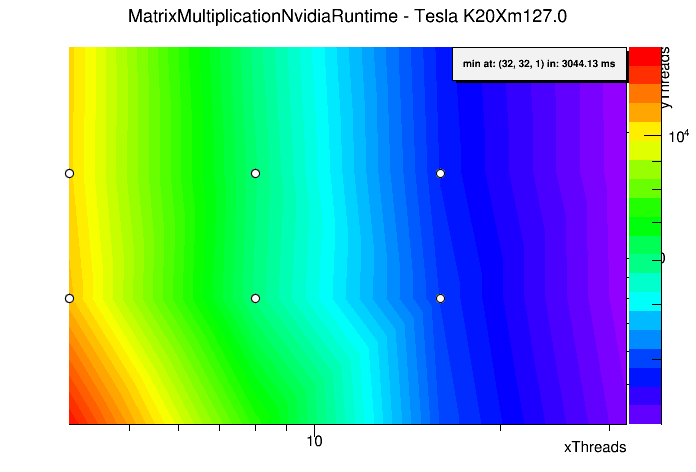 MatrixMultiplicationNvidiaRuntime - Tesla K20Xm127.0
min at: (32, 32, 1) in: 3044.13 ms
yThreads
10⁴
10
xThreads